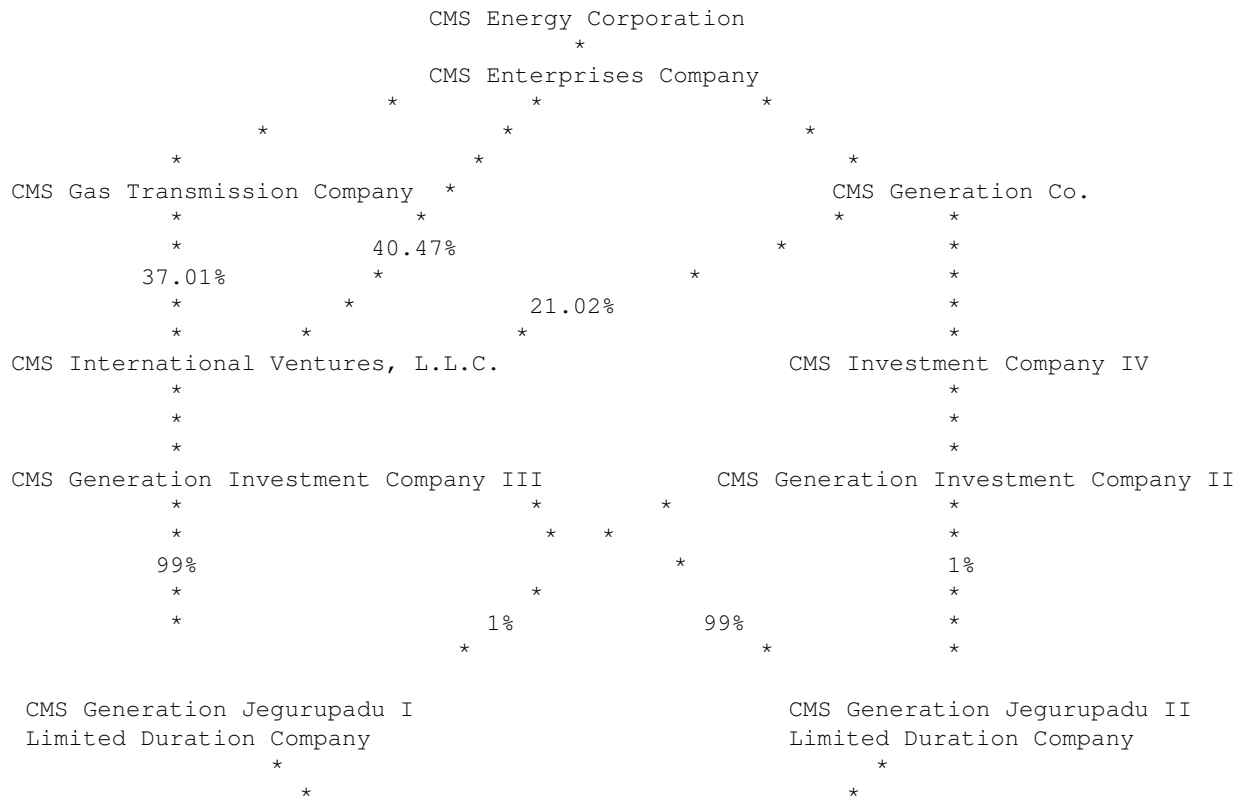 CMS Energy Corporation
*
CMS Enterprises Company
* * *
* * *
* * *
CMS Gas Transmission Company * CMS Generation Co.
* * * *
* 40.47% * *
37.01% * * *
* * 21.02% *
* * * *
CMS International Ventures, L.L.C. CMS Investment Company IV
* *
* *
* *
CMS Generation Investment Company III CMS Generation Investment Company II
* * * *
* * * *
99% * 1%
* * *
* 1% 99% *
* * *
CMS Generation Jegurupadu I CMS Generation Jegurupadu II
Limited Duration Company Limited Duration Company
* *
* *